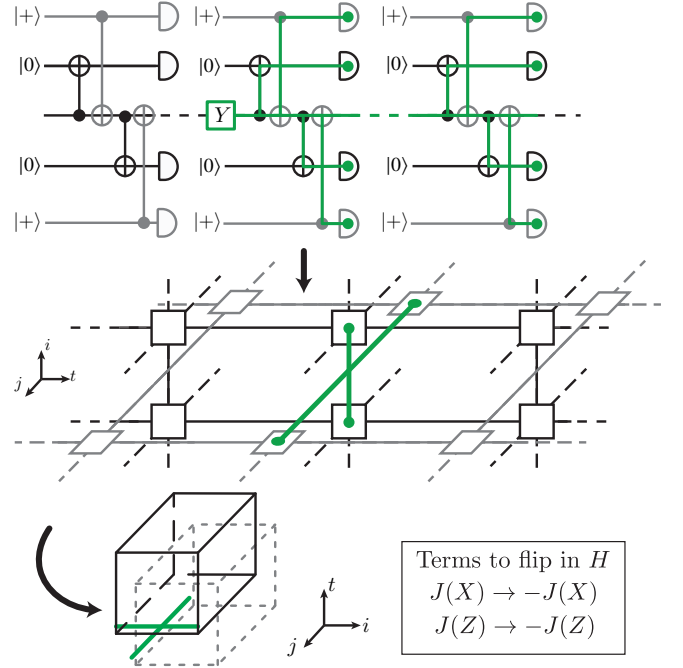 |+⟩ |+⟩ |+⟩
|0⟩ |0⟩ |0⟩
Y
|0⟩ |0⟩ |0⟩
|+⟩ |+⟩ |+⟩
i
j t
Terms to flip in H
J(X) → −J(X)
J(Z) → −J(Z)
t
i
j